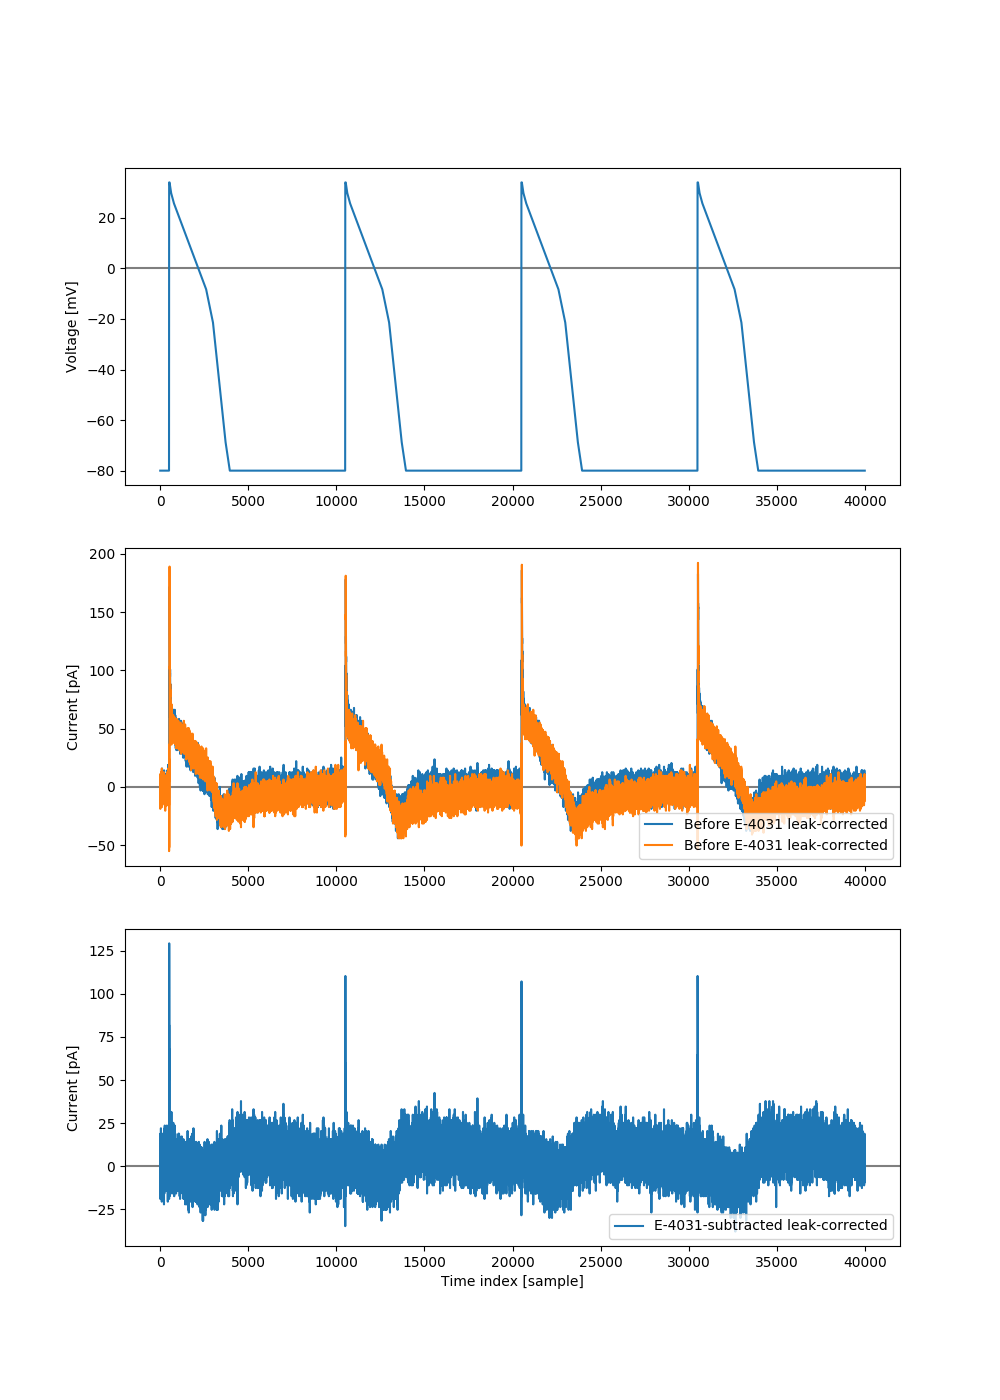 Voltage [mV]
20
0
−20
−40
−60
−80
0 5000 10000 15000 20000 25000 30000 35000 40000
Current [pA]
200
150
100
50
0
−50
Before E-4031 leak-corrected
Before E-4031 leak-corrected
0 5000 10000 15000 20000 25000 30000 35000 40000
Current [pA]
125
100
75
50
25
0
−25
E-4031-subtracted leak-corrected
0 5000 10000 15000 20000 25000 30000 35000 40000
Time index [sample]